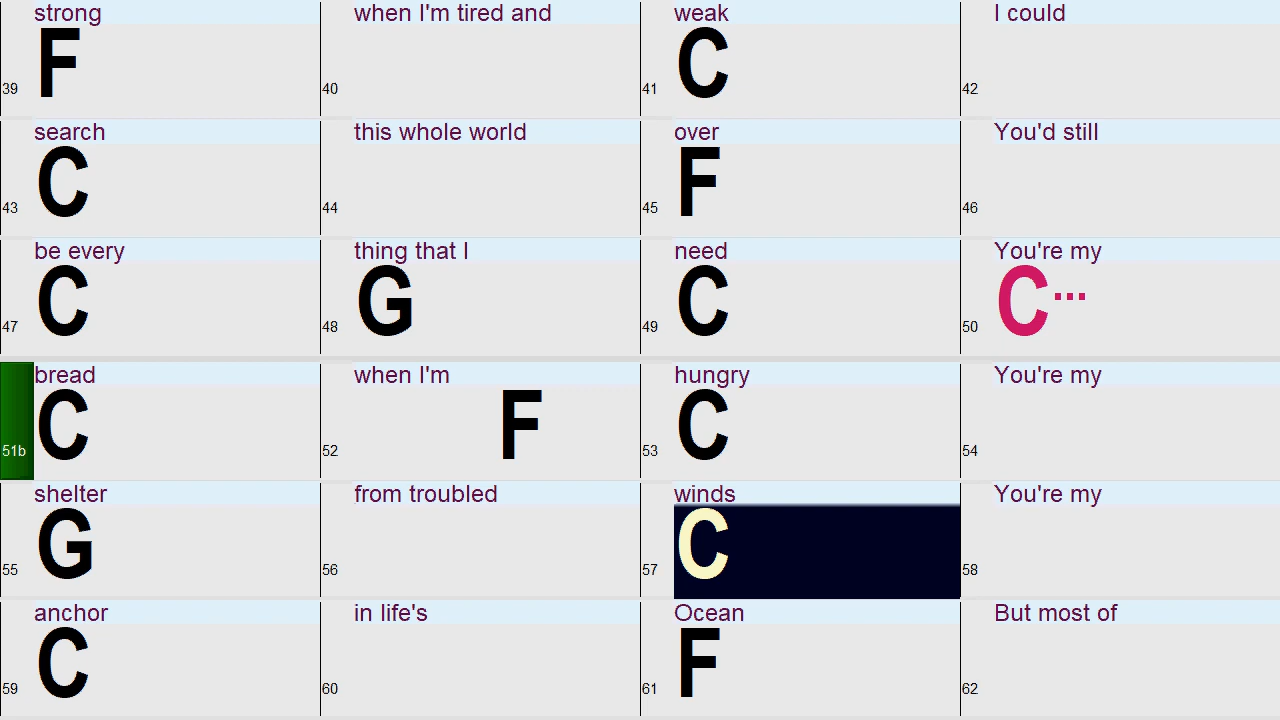 strong when I'm tired and weak I could
F C
39 40 41 42
search this whole world over You'd still
C F
43 44 45 46
be every thing that I need You're my
C G C C...
47 48 49 50
bread when I'm hungry You're my
C F C
51b 52 53 54
shelter from troubled winds You're my
G C
55 56 57 58
anchor in life's Ocean But most of
C F
59 60 61 62